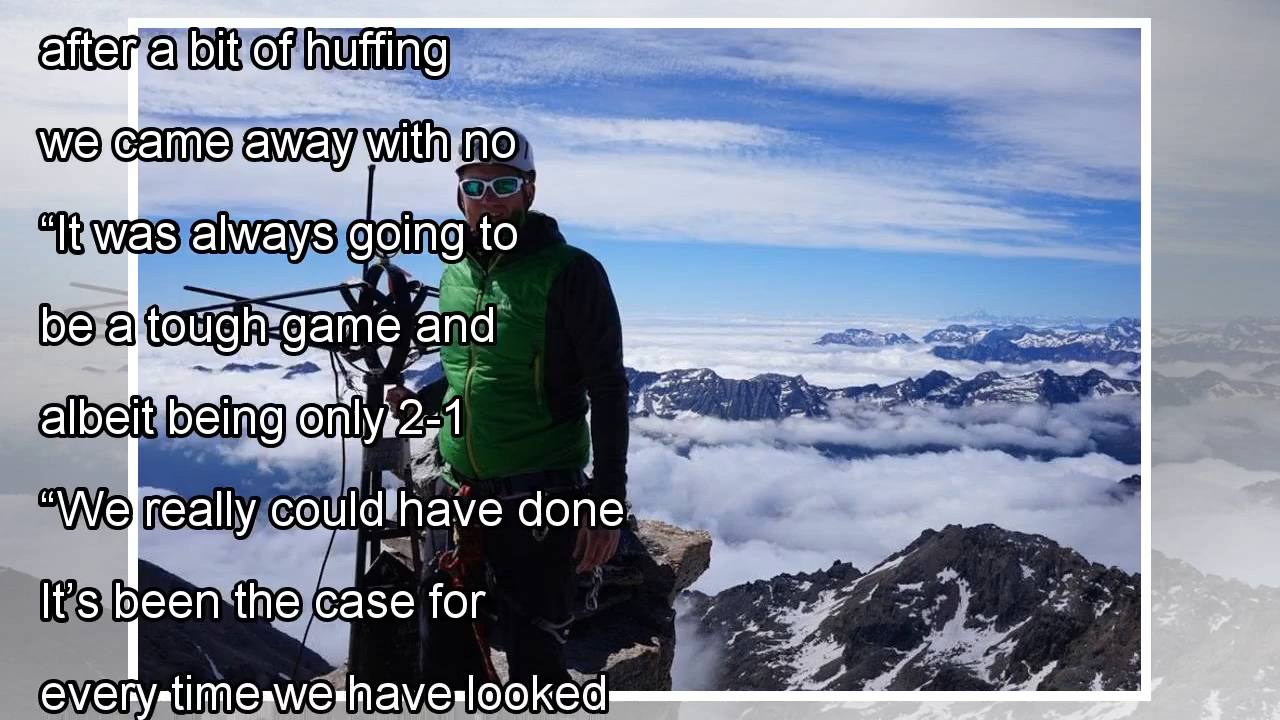 after a bit of huffing
we came away with no
“It was always going to
be a tough game and
albeit being only 2-1
“We really could have done
It’s been the case for
every time we have looked